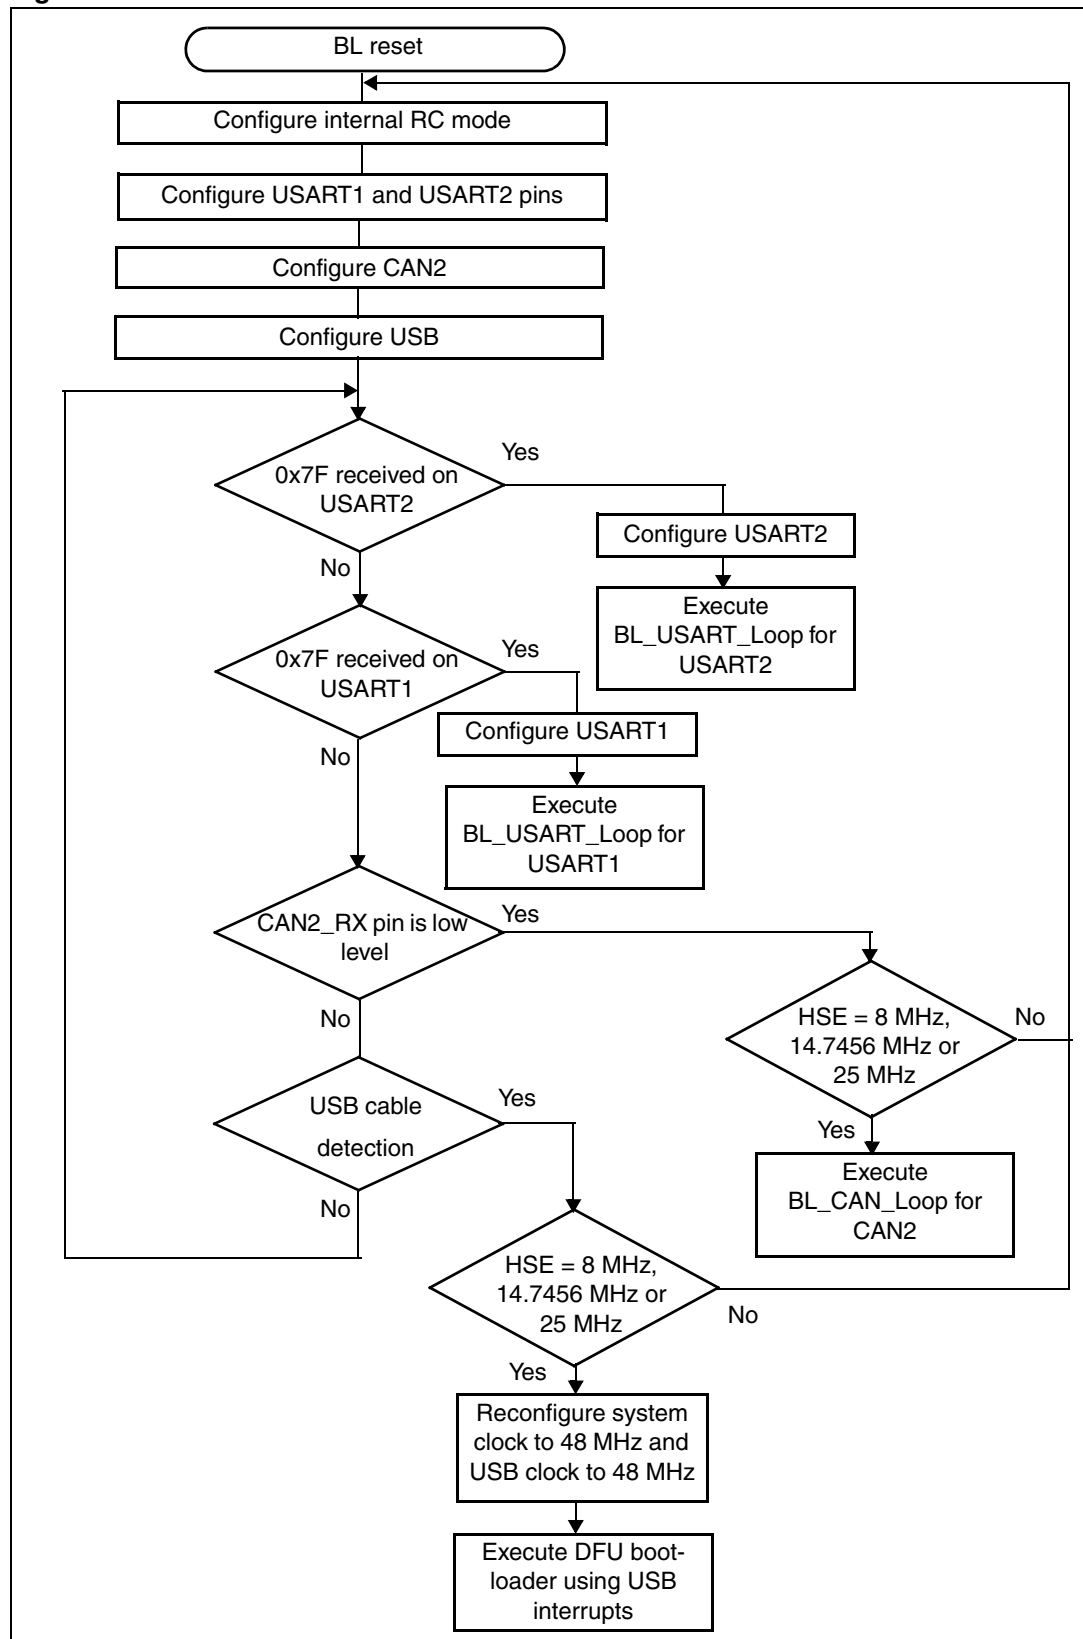 BL reset
Configure internal RC mode
Configure USART1 and USART2 pins
Configure CAN2
Configure USB
0x7F received on
USART2
Yes
Configure USART2
Execute
BL_USART_Loop for
USART2
No
0x7F received on
USART1
Yes
Configure USART1
Execute
BL_USART_Loop for
USART1
No
CAN2_RX pin is low
level
Yes
HSE = 8 MHz,
14.7456 MHz or
25 MHz
No
Yes
Execute
BL_CAN_Loop for
CAN2
No
USB cable
detection
Yes
No
HSE = 8 MHz,
14.7456 MHz or
25 MHz
No
Yes
Reconfigure system
clock to 48 MHz and
USB clock to 48 MHz
Execute DFU boot-
loader using USB
interrupts